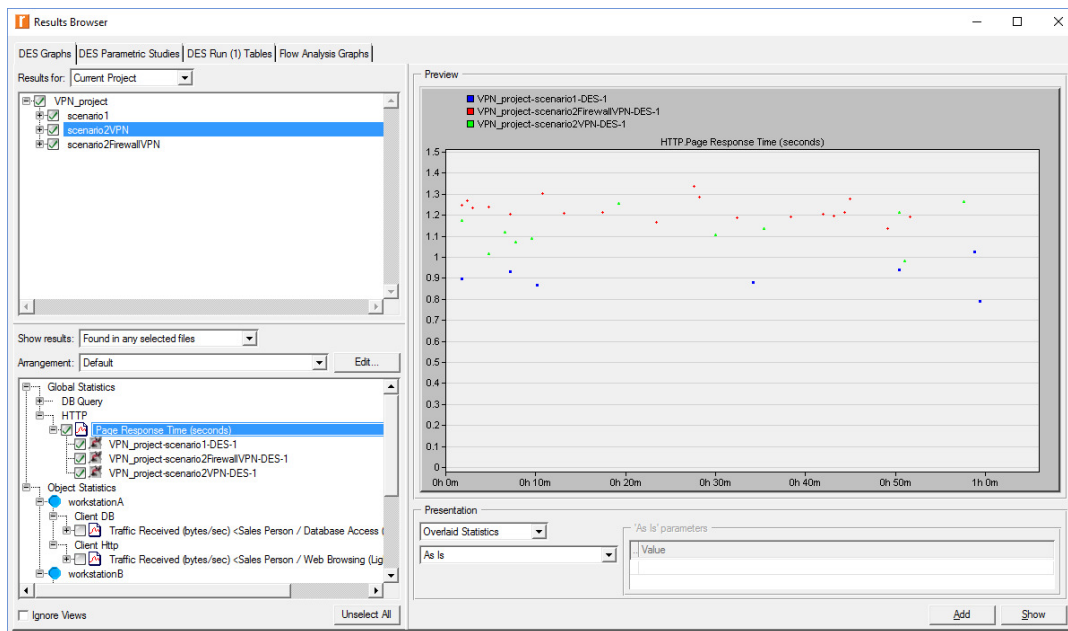 Results Browser
DES Graphs DES Parametric Studies DES Run (1) Tables Flow Analysis Graphs
Results for: Current Project
VPN_project
scenario1
scenario2VPN
scenario2FirewallVPN
Show results: Found in any selected files
Arrangement: Default Edit...
Global Statistics
DB Query
HTTP
Page Response Time (seconds)
VPN_project-scenario1-DES-1
VPN_project-scenario2FirewallVPN-DES-1
VPN_project-scenario2VPN-DES-1
Object Statistics
workstationA
Client DB
Traffic Received (bytes/sec) <Sales Person / Database Access (
Client Http
Traffic Received (bytes/sec) <Sales Person / Web Browsing (Lig
workstationB
Ignore Views Unselect All
Preview
VPN_project-scenario1-DES-1
VPN_project-scenario2FirewallVPN-DES-1
VPN_project-scenario2VPN-DES-1
HTTP.Page Response Time (seconds)
1.5
1.4
1.3
1.2
1.1
1
0.9
0.8
0.7
0.6
0.5
0.4
0.3
0.2
0.1
0
0h 0m 0h 10m 0h 20m 0h 30m 0h 40m 0h 50m 1h 0m
Presentation
Overlaid Statistics
As Is
'As Is' parameters
... Value
Add Show